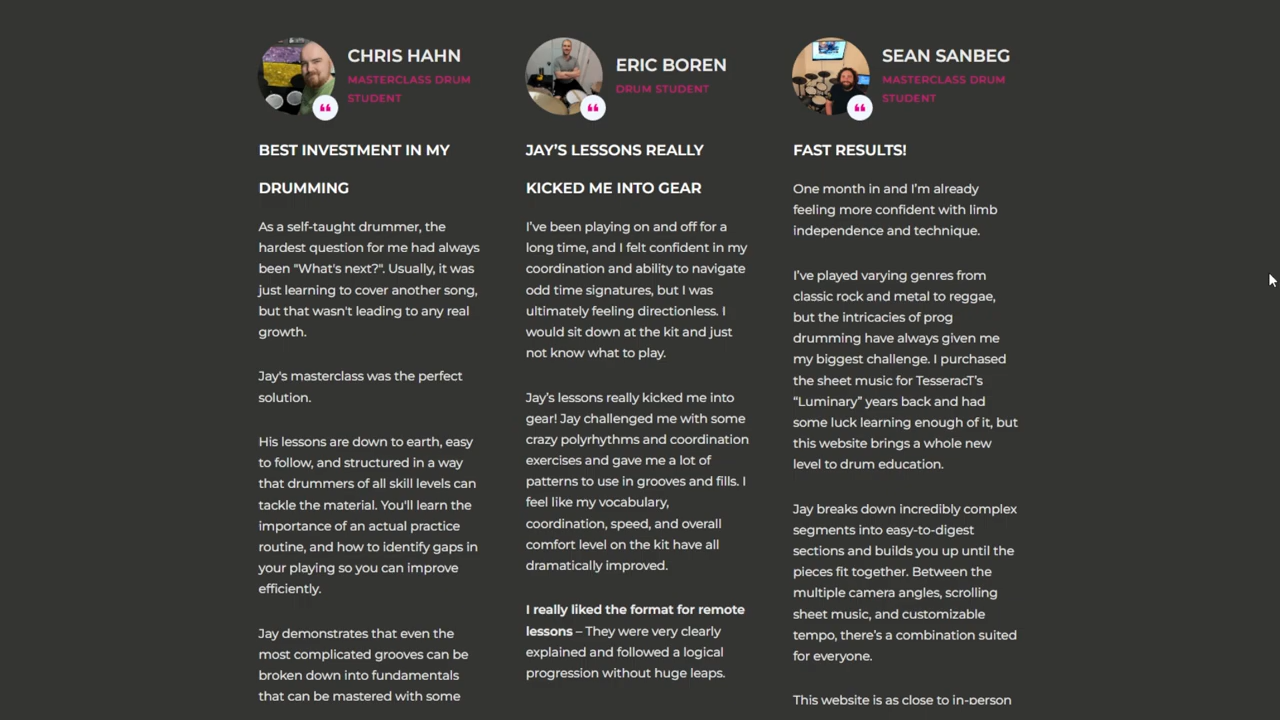 CHRIS HAHN
MASTERCLASS DRUM
STUDENT
BEST INVESTMENT IN MY
DRUMMING
As a self-taught drummer, the
hardest question for me had always
been "What's next?". Usually, it was
just learning to cover another song,
but that wasn't leading to any real
growth.
Jay's masterclass was the perfect
solution.
His lessons are down to earth, easy
to follow, and structured in a way
that drummers of all skill levels can
tackle the material. You'll learn the
importance of an actual practice
routine, and how to identify gaps in
your playing so you can improve
efficiently.
Jay demonstrates that even the
most complicated grooves can be
broken down into fundamentals
that can be mastered with some
ERIC BOREN
DRUM STUDENT
JAY’S LESSONS REALLY
KICKED ME INTO GEAR
I’ve been playing on and off for a
long time, and I felt confident in my
coordination and ability to navigate
odd time signatures, but I was
ultimately feeling directionless. I
would sit down at the kit and just
not know what to play.
Jay’s lessons really kicked me into
gear! Jay challenged me with some
crazy polyrhythms and coordination
exercises and gave me a lot of
patterns to use in grooves and fills. I
feel like my vocabulary,
coordination, speed, and overall
comfort level on the kit have all
dramatically improved.
I really liked the format for remote
lessons – They were very clearly
explained and followed a logical
progression without huge leaps.
SEAN SANBEG
MASTERCLASS DRUM
STUDENT
FAST RESULTS!
One month in and I’m already
feeling more confident with limb
independence and technique.
I’ve played varying genres from
classic rock and metal to reggae,
but the intricacies of prog
drumming have always given me
my biggest challenge. I purchased
the sheet music for TesseracT’s
“Luminary” years back and had
some luck learning enough of it, but
this website brings a whole new
level to drum education.
Jay breaks down incredibly complex
segments into easy-to-digest
sections and builds you up until the
pieces fit together. Between the
multiple camera angles, scrolling
sheet music, and customizable
tempo, there’s a combination suited
for everyone.
This website is as close to in-person